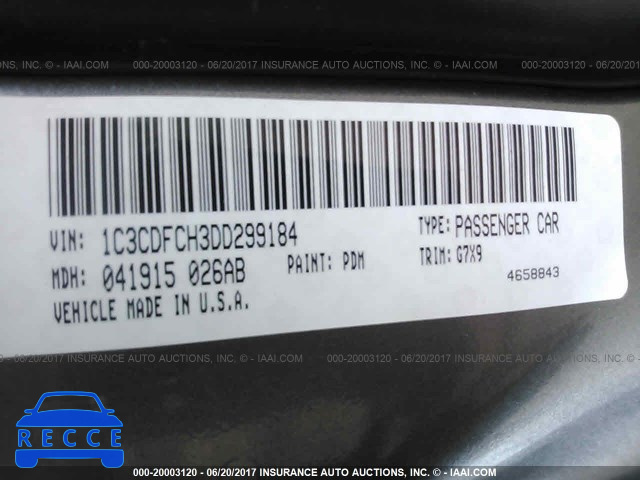 000-20003120 - 06/20/2017 INSURANCE AUTO AUCTIONS, INC. - IAAI.COM
VIN: 1C3CDFCH3DD299184
TYPE: PASSENGER CAR
MDH: 041915 026AB
PAINT: PDM
TRIM: G7X9
VEHICLE MADE IN U.S.A.
4658843
000-20003120 - 06/20/2017 INSURANCE AUTO AUCTIONS, INC. - IAAI.COM
RECCE
000-20003120 - 06/20/2017 INSURANCE AUTO AUCTIONS, INC. - IAAI.COM